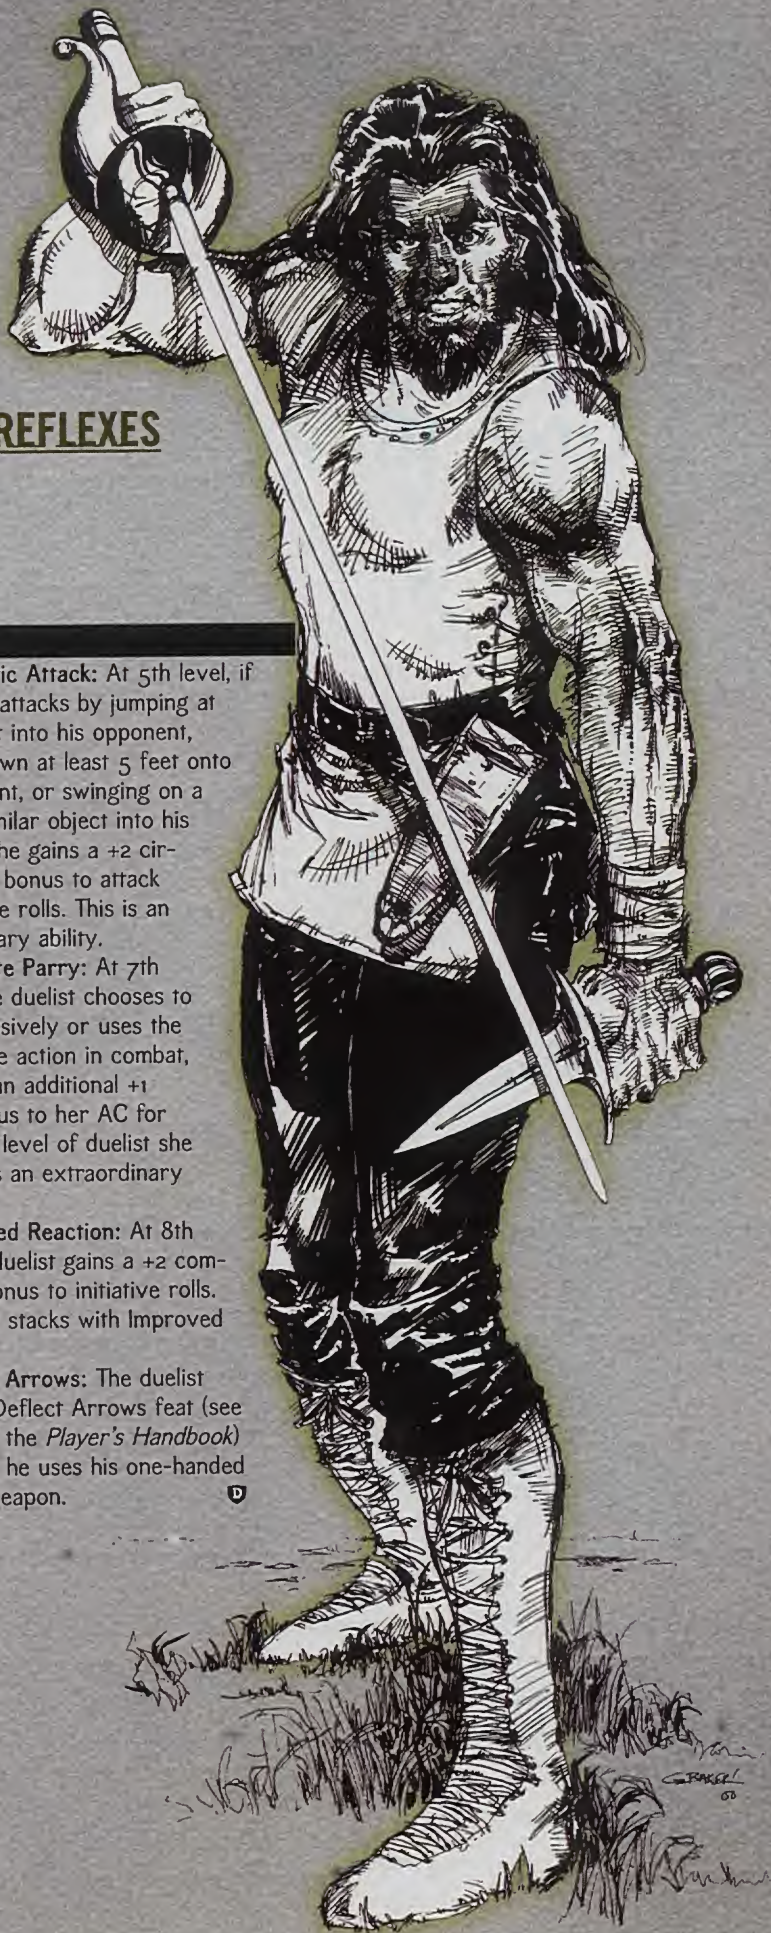 REFLEXES
ic Attack: At 5th level, if
attacks by jumping at
t into his opponent,
wn at least 5 feet onto
nt, or swinging on a
milar object into his
he gains a +2 cir-
bonus to attack
e rolls. This is an
ary ability.
te Parry: At 7th
e duelist chooses to
sively or uses the
e action in combat,
an additional +1
us to her AC for
level of duelist she
s an extraordinary
ed Reaction: At 8th
duelist gains a +2 com-
onus to initiative rolls.
stacks with Improved
Arrows: The duelist
Deflect Arrows feat (see
the Player's Handbook)
he uses his one-handed
eapon. D
G BAKER
00